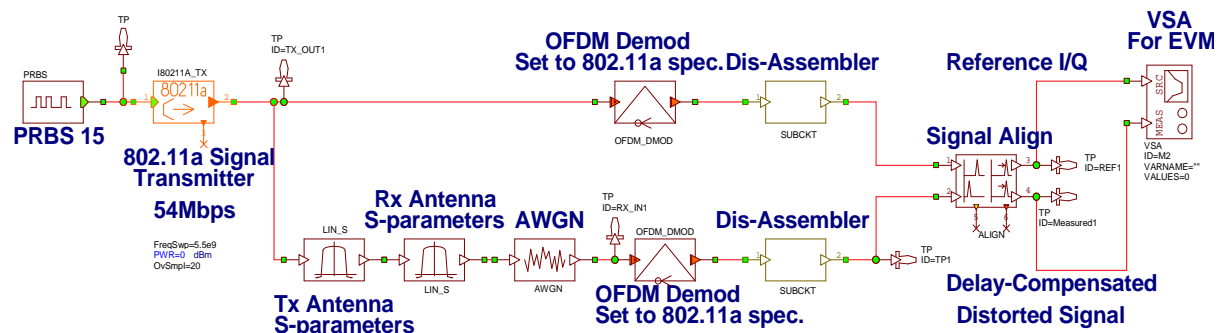 VSA
For EVM
TP
TP
ID=TX_OUT1
OFDM Demod
Set to 802.11a spec.
Dis-Assembler
Reference I/Q
PRBS
I80211A_TX
80211a
1
2
3
PRBS 15
802.11a Signal
Transmitter
54Mbps
FreqSwp=5.5e9
PWR=0 dBm
OvSmpl=20
OFDM_DMOD
1
2
SUBCKT
Signal Align
1
2
3
4
5
6
ALIGN
TP
ID=REF1
TP
ID=Measured1
SRC
MEAS
VSA
ID=M2
VARNAME=""
VALUES=0
Rx Antenna
S-parameters
AWGN
TP
ID=RX_IN1
Dis-Assembler
LIN_S
LIN_S
AWGN
OFDM_DMOD
1
2
SUBCKT
TP
ID=TP1
Tx Antenna
S-parameters
OFDM Demod
Set to 802.11a spec.
Delay-Compensated
Distorted Signal